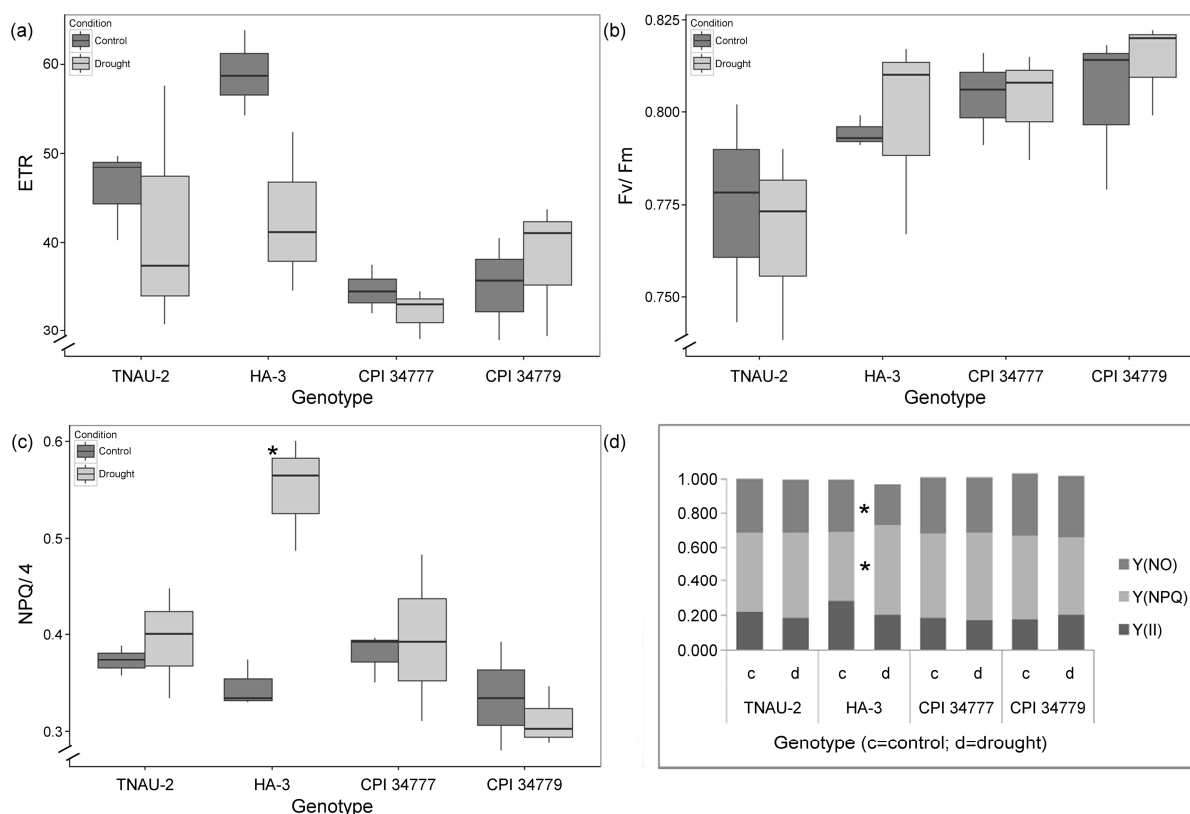 (a)
Condition
Control
Drought
60
50
40
30
ETR
TNAU-2 HA-3 CPI 34777 CPI 34779
Genotype
(b)
Condition
Control
Drought
0.825
0.800
0.775
0.750
Fv/ Fm
TNAU-2 HA-3 CPI 34777 CPI 34779
Genotype
(c)
Condition
Control
Drought
0.6
0.5
0.4
0.3
NPQ/ 4
*
TNAU-2 HA-3 CPI 34777 CPI 34779
Genotype
(d)
1.000
0.800
0.600
0.400
0.200
0.000
*
*
Y(NO)
Y(NPQ)
Y(II)
c d c d c d c d
TNAU-2 HA-3 CPI 34777 CPI 34779
Genotype (c=control; d=drought)